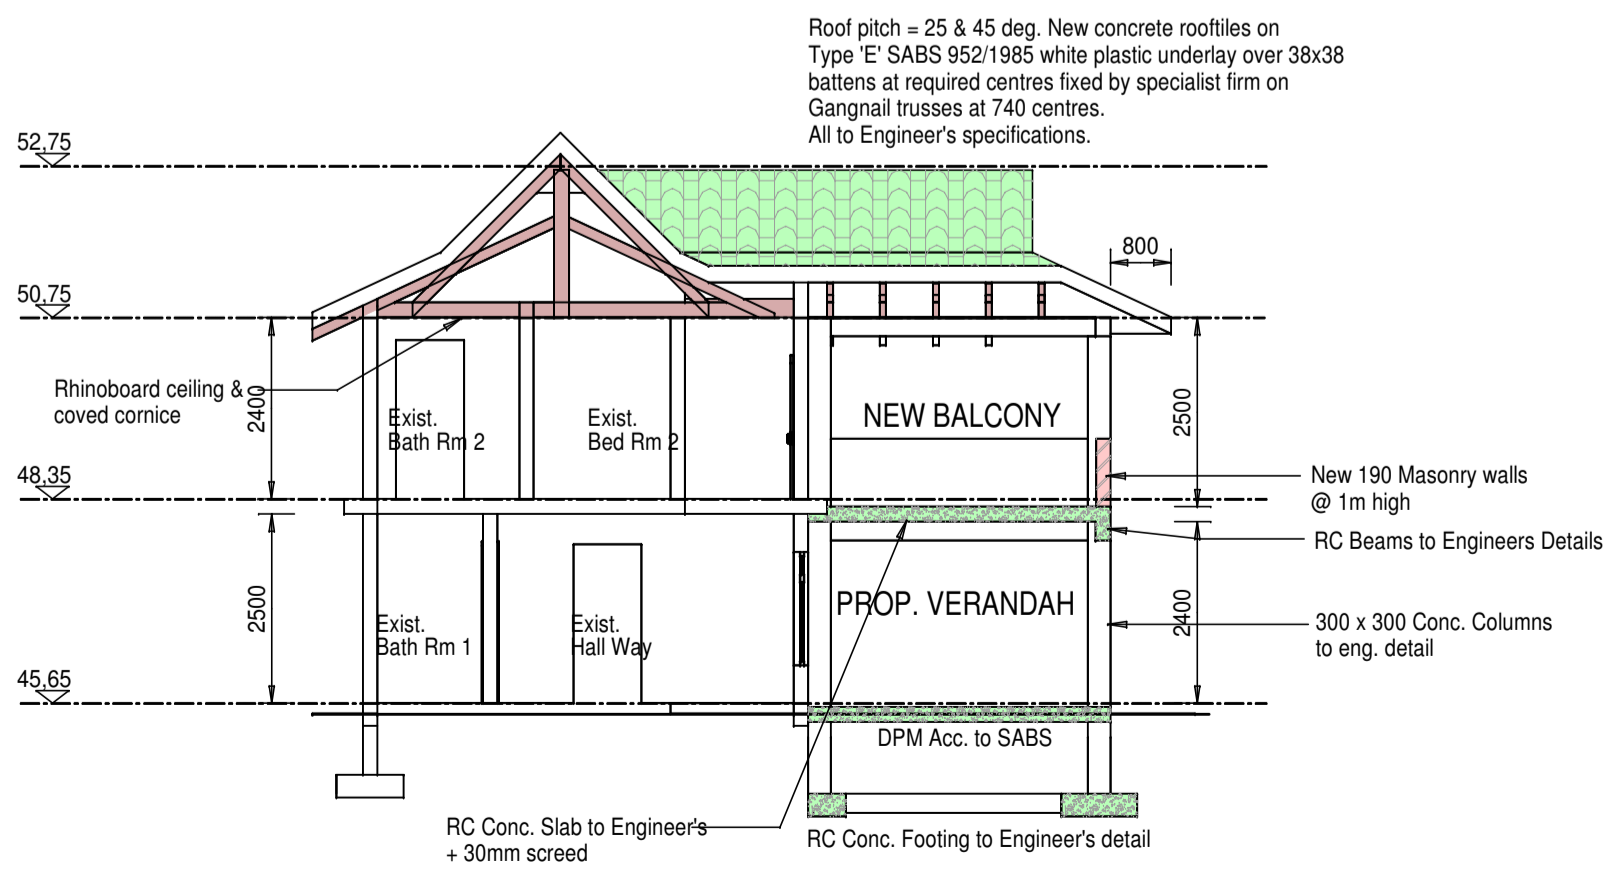 Roof pitch = 25 & 45 deg. New concrete rooftiles on
Type 'E' SABS 952/1985 white plastic underlay over 38x38
battens at required centres fixed by specialist firm on
Gangnail trusses at 740 centres.
All to Engineer's specifications.
52,75
800
50,75
Rhinoboard ceiling &
coved cornice
2400
Exist.
Bath Rm 2
Exist.
Bed Rm 2
NEW BALCONY
2500
48,35
New 190 Masonry walls
@ 1m high
RC Beams to Engineers Details
2500
Exist.
Bath Rm 1
Exist.
Hall Way
PROP. VERANDAH
2400
300 x 300 Conc. Columns
to eng. detail
45,65
DPM Acc. to SABS
RC Conc. Slab to Engineer's
+ 30mm screed
RC Conc. Footing to Engineer's detail